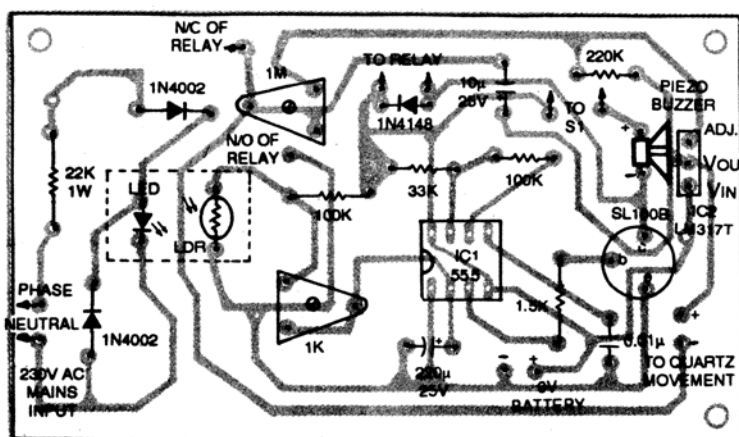 N/C OF
RELAY
TO RELAY
220K
1N4002
1M
10µ
25V
PIEZO
BUZZER
1N4148
TO
S1
+
ADJ.
N/O OF
RELAY
VOUT
22K
1W
LED
33K
100K
-
VIN
100K
SL100B
IC2
LM317T
LDR
IC1
555
b
PHASE
1.5K
NEUTRAL
1N4002
1K
+
0.01µ
+
-
230V AC
MAINS
INPUT
220µ
25V
-
+
9V
BATTERY
TO QUARTZ
MOVEMENT